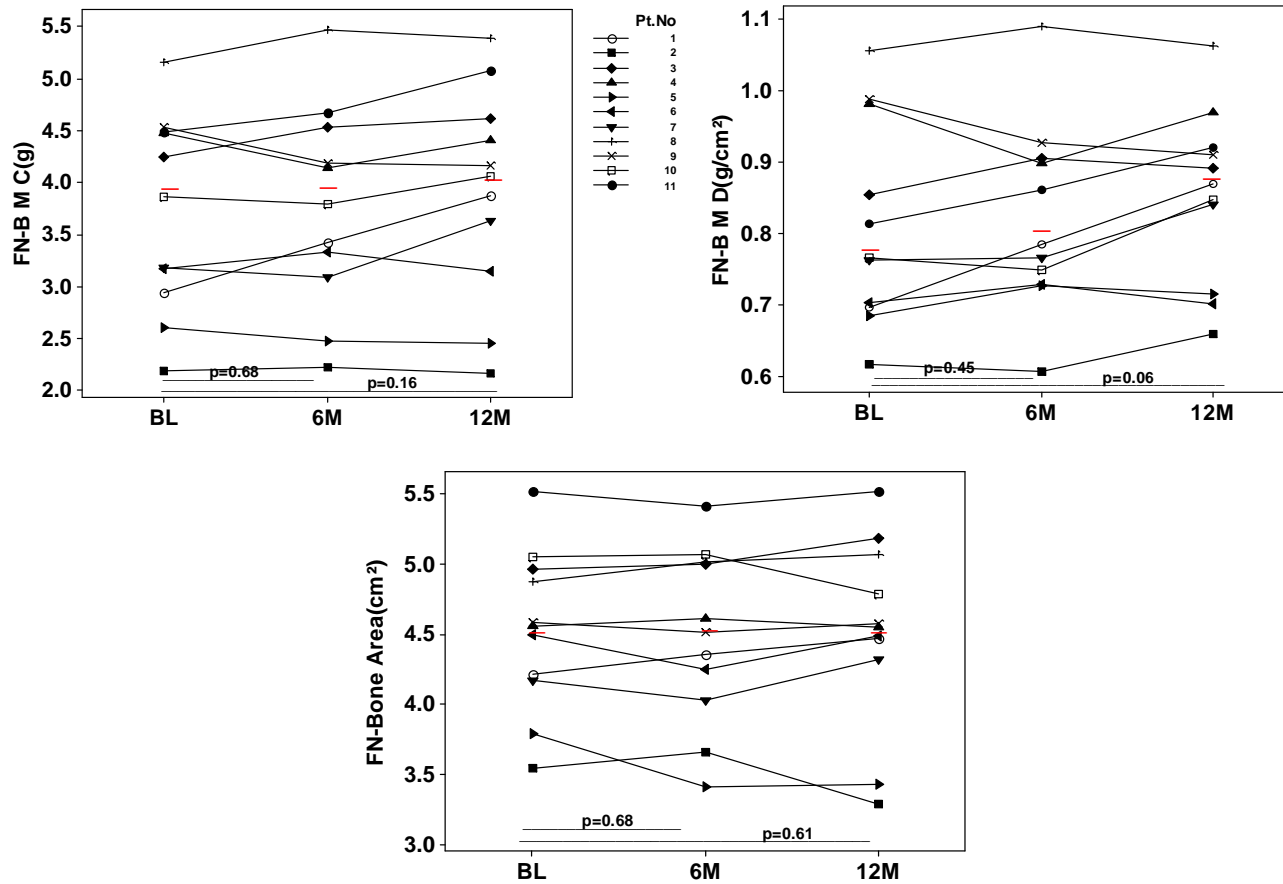 FN-B M C(g)
5.5
5.0
4.5
4.0
3.5
3.0
2.5
2.0
p=0.68
p=0.16
BL 6M 12M
Pt.No
1
2
3
4
5
6
7
8
9
10
11
FN-B M D(g/cm²)
1.1
1.0
0.9
0.8
0.7
0.6
p=0.45
p=0.06
BL 6M 12M
FN-Bone Area(cm²)
5.5
5.0
4.5
4.0
3.5
3.0
p=0.68
p=0.61
BL 6M 12M